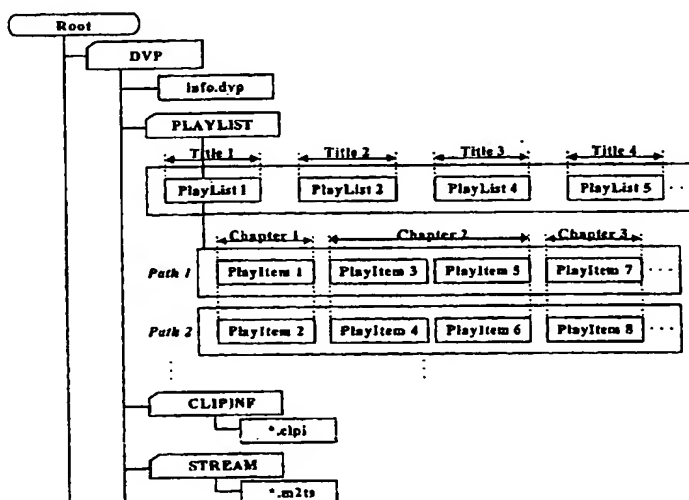 Root
DVP
info.dvp
PLAYLIST
Title 1 Title 2 Title 3 Title 4
PlayList 1 PlayList 2 PlayList 4 PlayList 5 ...
Chapter 1 Chapter 2 Chapter 3
Path 1 PlayItem 1 PlayItem 3 PlayItem 5 PlayItem 7 ...
Path 2 PlayItem 2 PlayItem 4 PlayItem 6 PlayItem 8 ...
CLIPINF
*.clpi
STREAM
*.m2ts